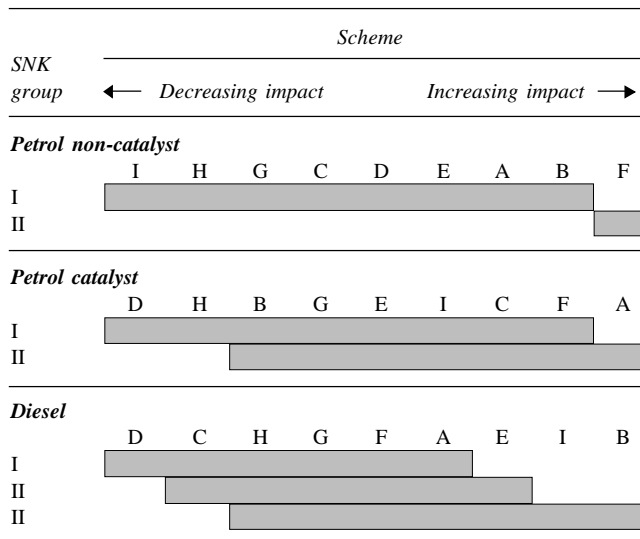 Scheme
SNK
group
Decreasing impact Increasing impact
Petrol non-catalyst
I H G C D E A B F
I
II
Petrol catalyst
D H B G E I C F A
I
II
Diesel
D C H G F A E I B
I
II
II